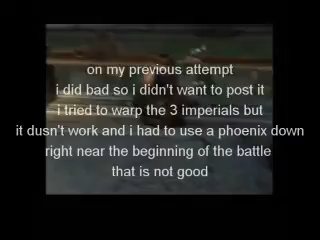 on my previous attempt
i did bad so i didn't want to post it
i tried to warp the 3 imperials but
it dusn't work and i had to use a phoenix down
right near the beginning of the battle
that is not good